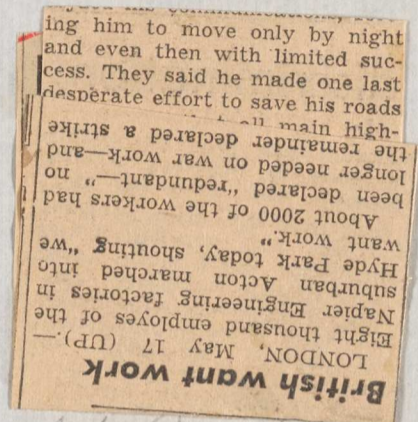 ing him to move only by night
and even then with limited suc-
cess. They said he made one last
desperate effort to save his roads
all main high-
British want work
LONDON, May 17 (UP).—
Eight thousand employes of the
Napier Engineering factories in
suburban Acton marched into
Hyde Park today, shouting "we
want work."
About 2000 of the workers had
been declared "redundant"— no
longer needed on war work—and
the remainder declared a strike